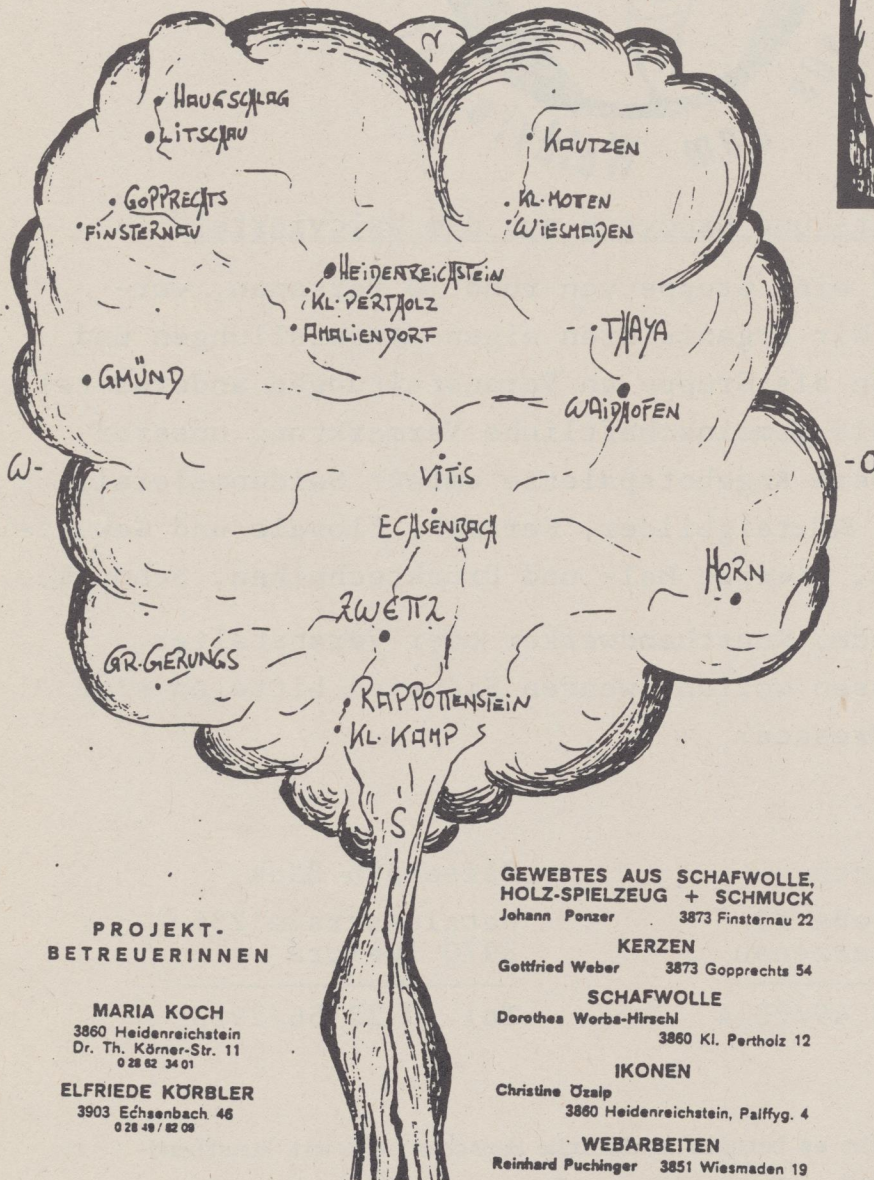 N
HAUGSCHLAG
LITSCHAU
KAUTZEN
GOPPRECHTS
FINSTERNAU
KL·MOTEN
WIESMADEN
HEIDENREICHSTEIN
KL·PERTHOLZ
AMALIENDORF
THAYA
GMÜND
WAIDHOFEN
W-
-O
VITIS
ECHSENBACH
HORN
ZWETTL
GR·GERUNGS
RAPPOTTENSTEIN
KL·KAMP
S
PROJEKT-
BETREUERINNEN
MARIA KOCH
3860 Heidenreichstein
Dr. Th. Körner-Str. 11
0 28 62 34 01
ELFRIEDE KÖRBLER
3903 Echsenbach 46
0 28 49 / 82 09
GEWEBTES AUS SCHAFWOLLE,
HOLZ-SPIELZEUG + SCHMUCK
Johann Ponzer 3873 Finsternau 22
KERZEN
Gottfried Weber 3873 Gopprechts 54
SCHAFWOLLE
Dorothea Worba-Hirschl
3860 Kl. Pertholz 12
IKONEN
Christine Özalp
3860 Heidenreichstein, Palffyg. 4
WEBARBEITEN
Reinhard Puchinger 3851 Wiesmaden 19